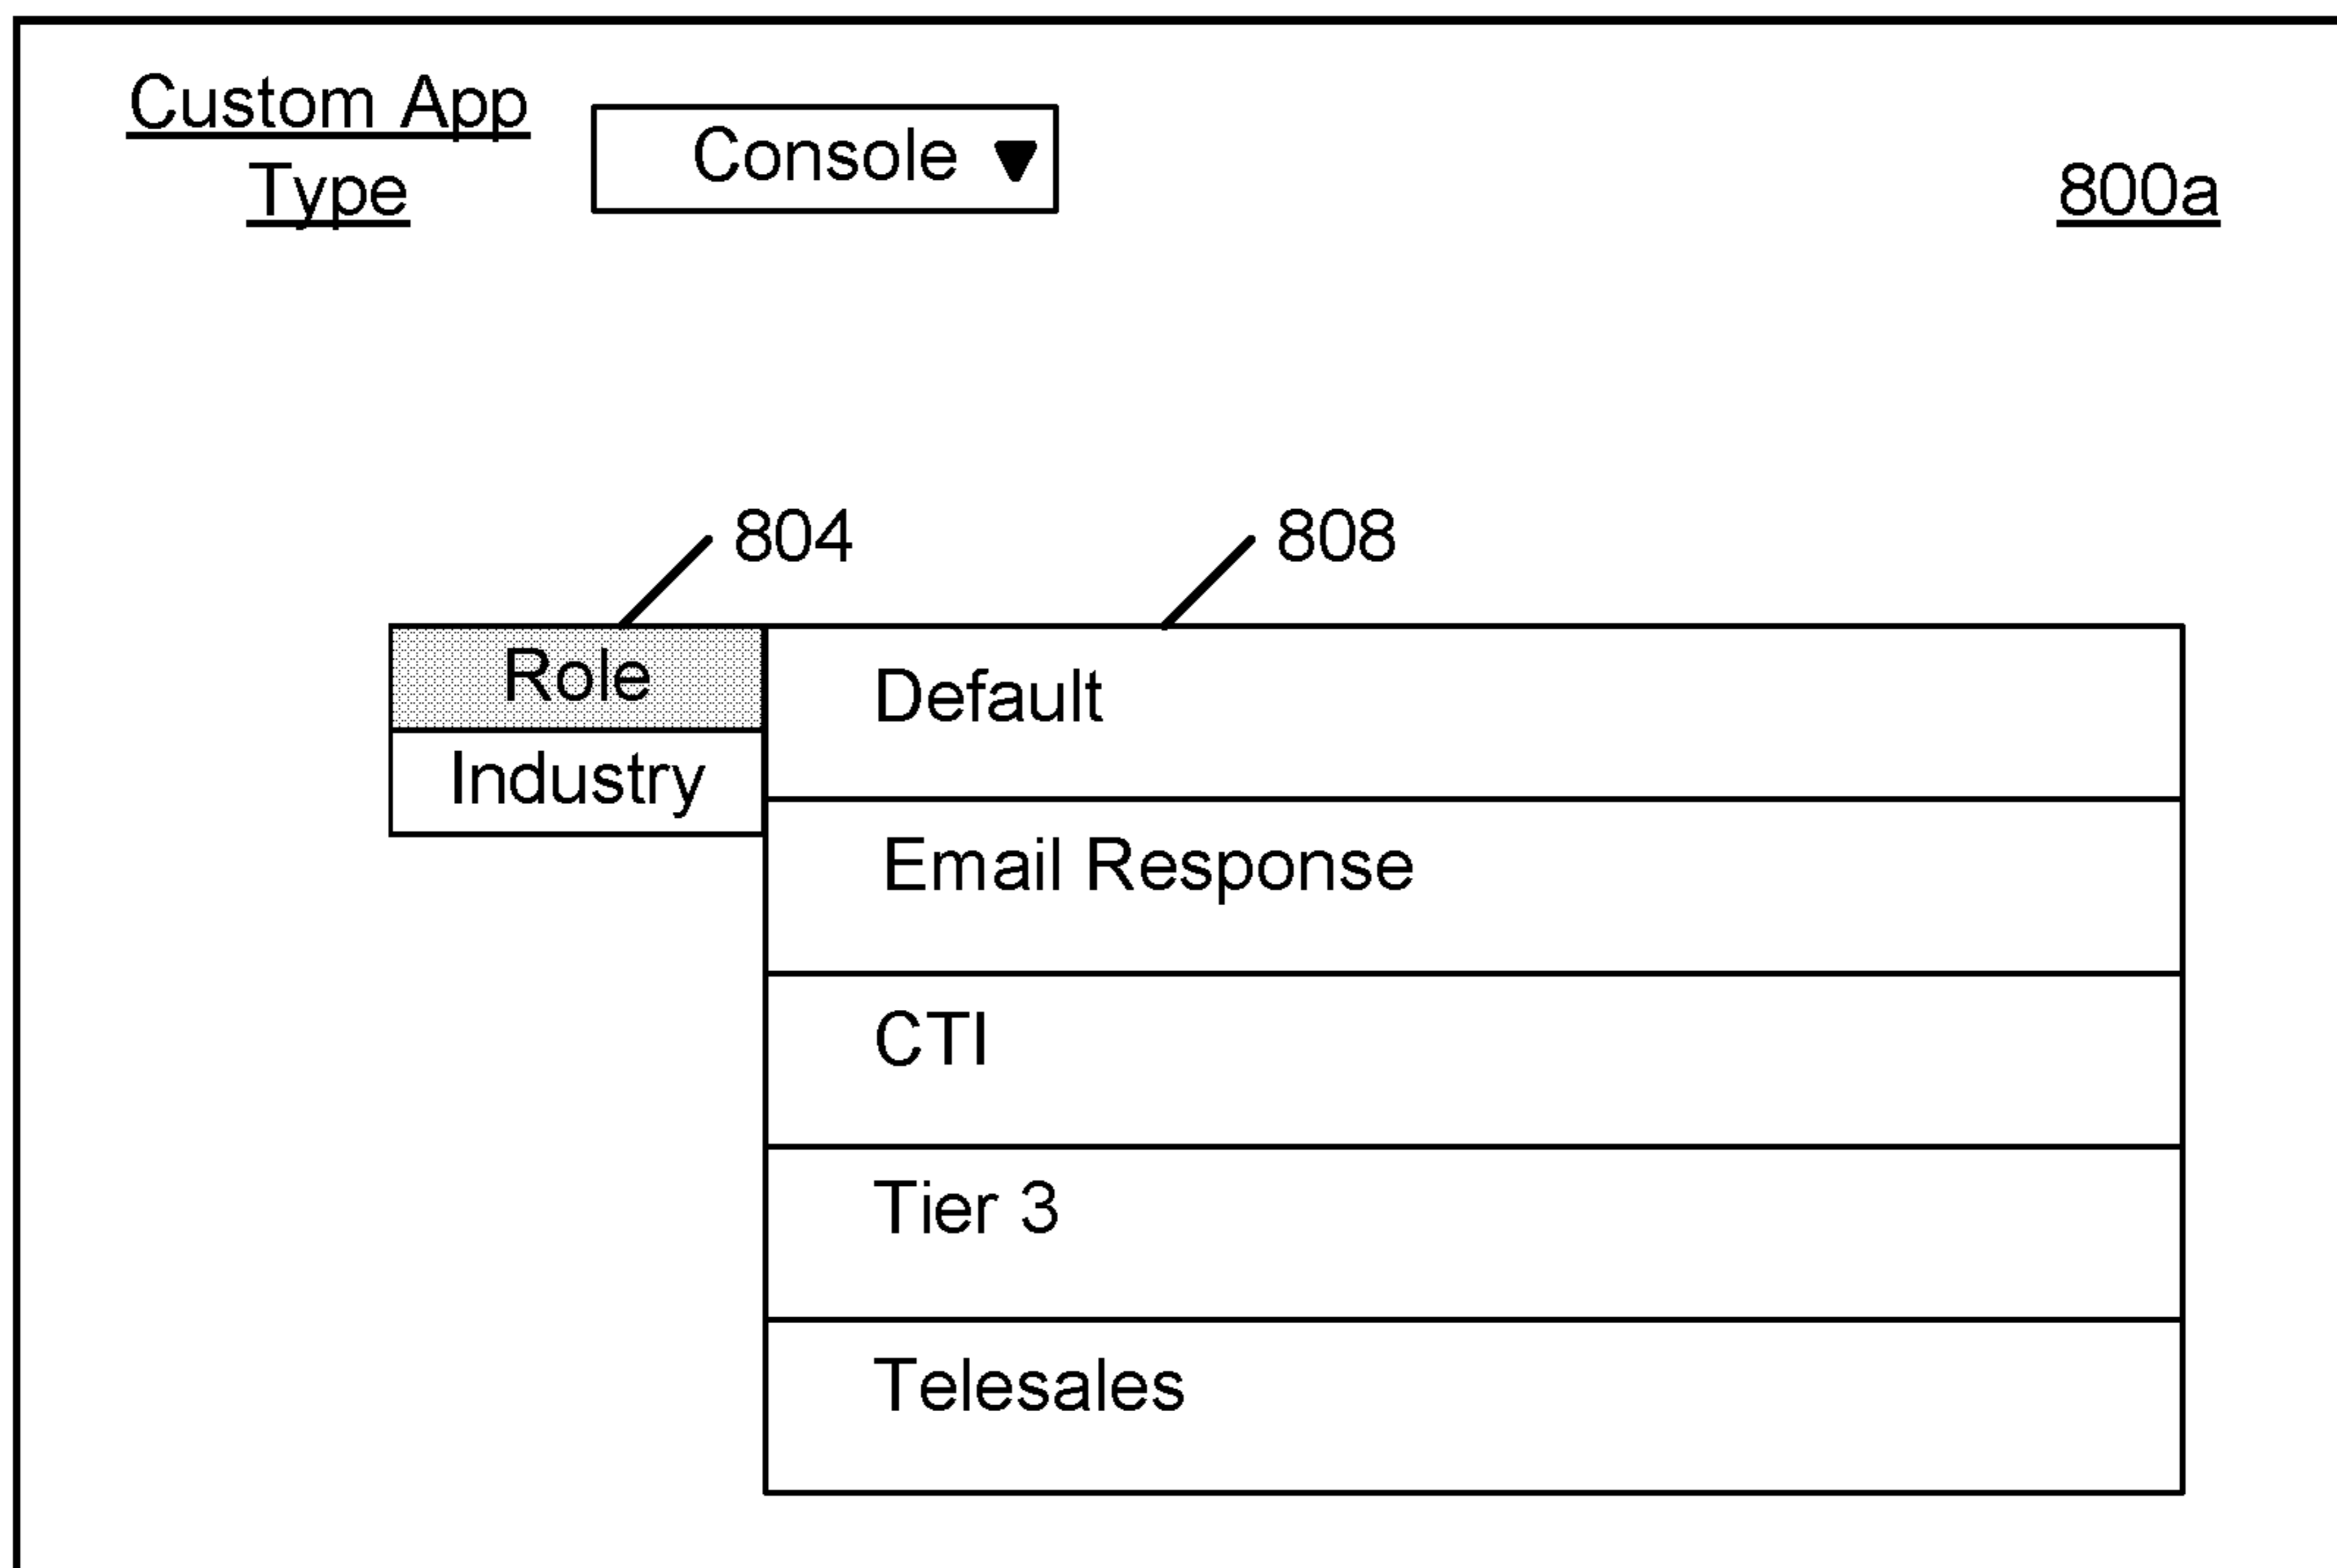 Custom App
Type
Console
800a
804
808
Role
Industry
Default
Email Response
CTI
Tier 3
Telesales